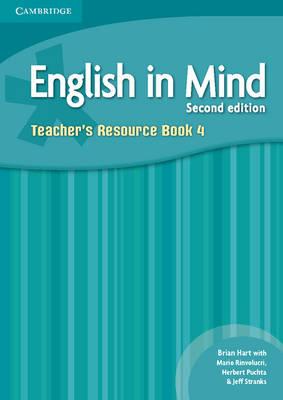 CAMBRIDGE
English in Mind
Second edition
Teacher's Resource Book 4
Brian Hart with
Mario Rinvolucri,
Herbert Puchta
& Jeff Stranks